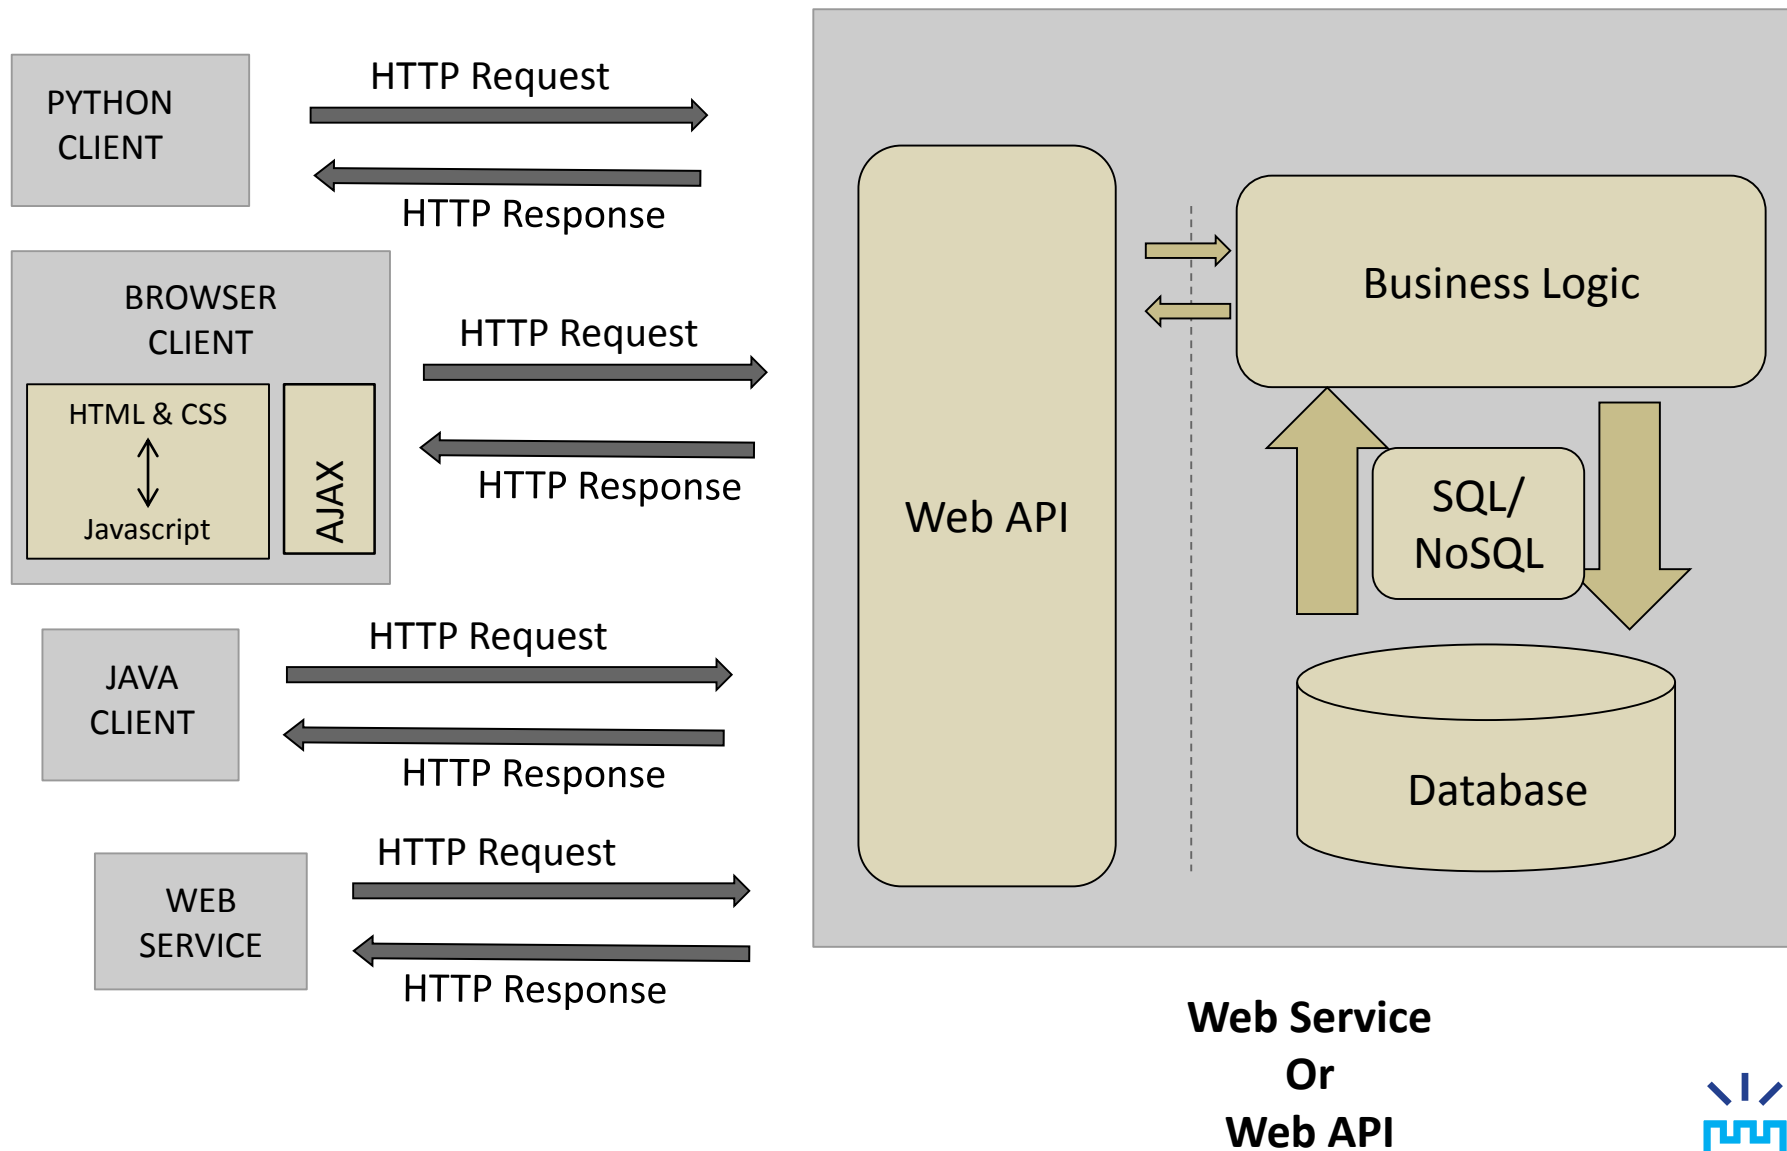 PYTHON
CLIENT
HTTP Request
HTTP Response
BROWSER
CLIENT
HTML & CSS
Javascript
AJAX
HTTP Request
HTTP Response
JAVA
CLIENT
HTTP Request
HTTP Response
WEB
SERVICE
HTTP Request
HTTP Response
Web API
Business Logic
SQL/
NoSQL
Database
Web Service
Or
Web API